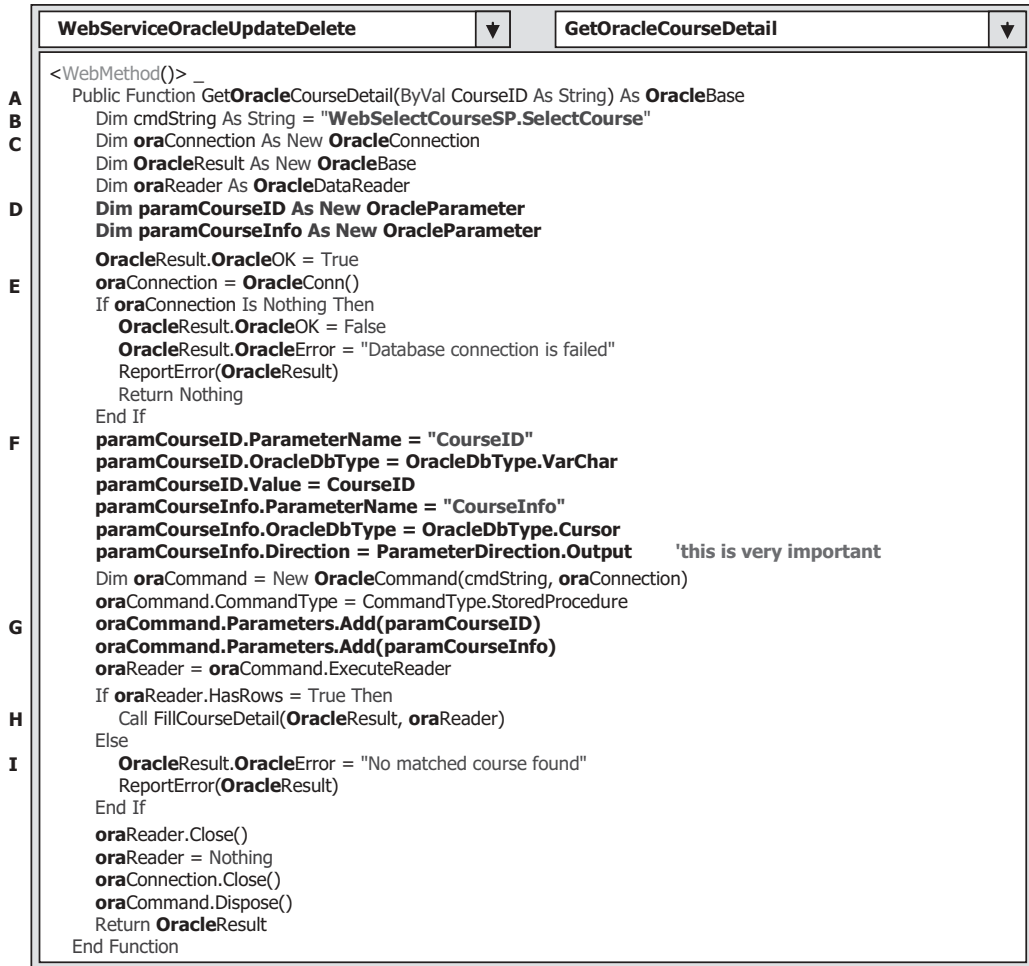 WebServiceOracleUpdateDelete GetOracleCourseDetail
<WebMethod()> _
A Public Function GetOracleCourseDetail(ByVal CourseID As String) As OracleBase
B Dim cmdString As String = "WebSelectCourseSP.SelectCourse"
C Dim oraConnection As New OracleConnection
Dim OracleResult As New OracleBase
Dim oraReader As OracleDataReader
D Dim paramCourseID As New OracleParameter
Dim paramCourseInfo As New OracleParameter
OracleResult.OracleOK = True
E oraConnection = OracleConn()
If oraConnection Is Nothing Then
OracleResult.OracleOK = False
OracleResult.OracleError = "Database connection is failed"
ReportError(OracleResult)
Return Nothing
End If
F paramCourseID.ParameterName = "CourseID"
paramCourseID.OracleDbType = OracleDbType.VarChar
paramCourseID.Value = CourseID
paramCourseInfo.ParameterName = "CourseInfo"
paramCourseInfo.OracleDbType = OracleDbType.Cursor
paramCourseInfo.Direction = ParameterDirection.Output 'this is very important
Dim oraCommand = New OracleCommand(cmdString, oraConnection)
oraCommand.CommandType = CommandType.StoredProcedure
G oraCommand.Parameters.Add(paramCourseID)
oraCommand.Parameters.Add(paramCourseInfo)
oraReader = oraCommand.ExecuteReader
If oraReader.HasRows = True Then
H Call FillCourseDetail(OracleResult, oraReader)
Else
I OracleResult.OracleError = "No matched course found"
ReportError(OracleResult)
End If
oraReader.Close()
oraReader = Nothing
oraConnection.Close()
oraCommand.Dispose()
Return OracleResult
End Function